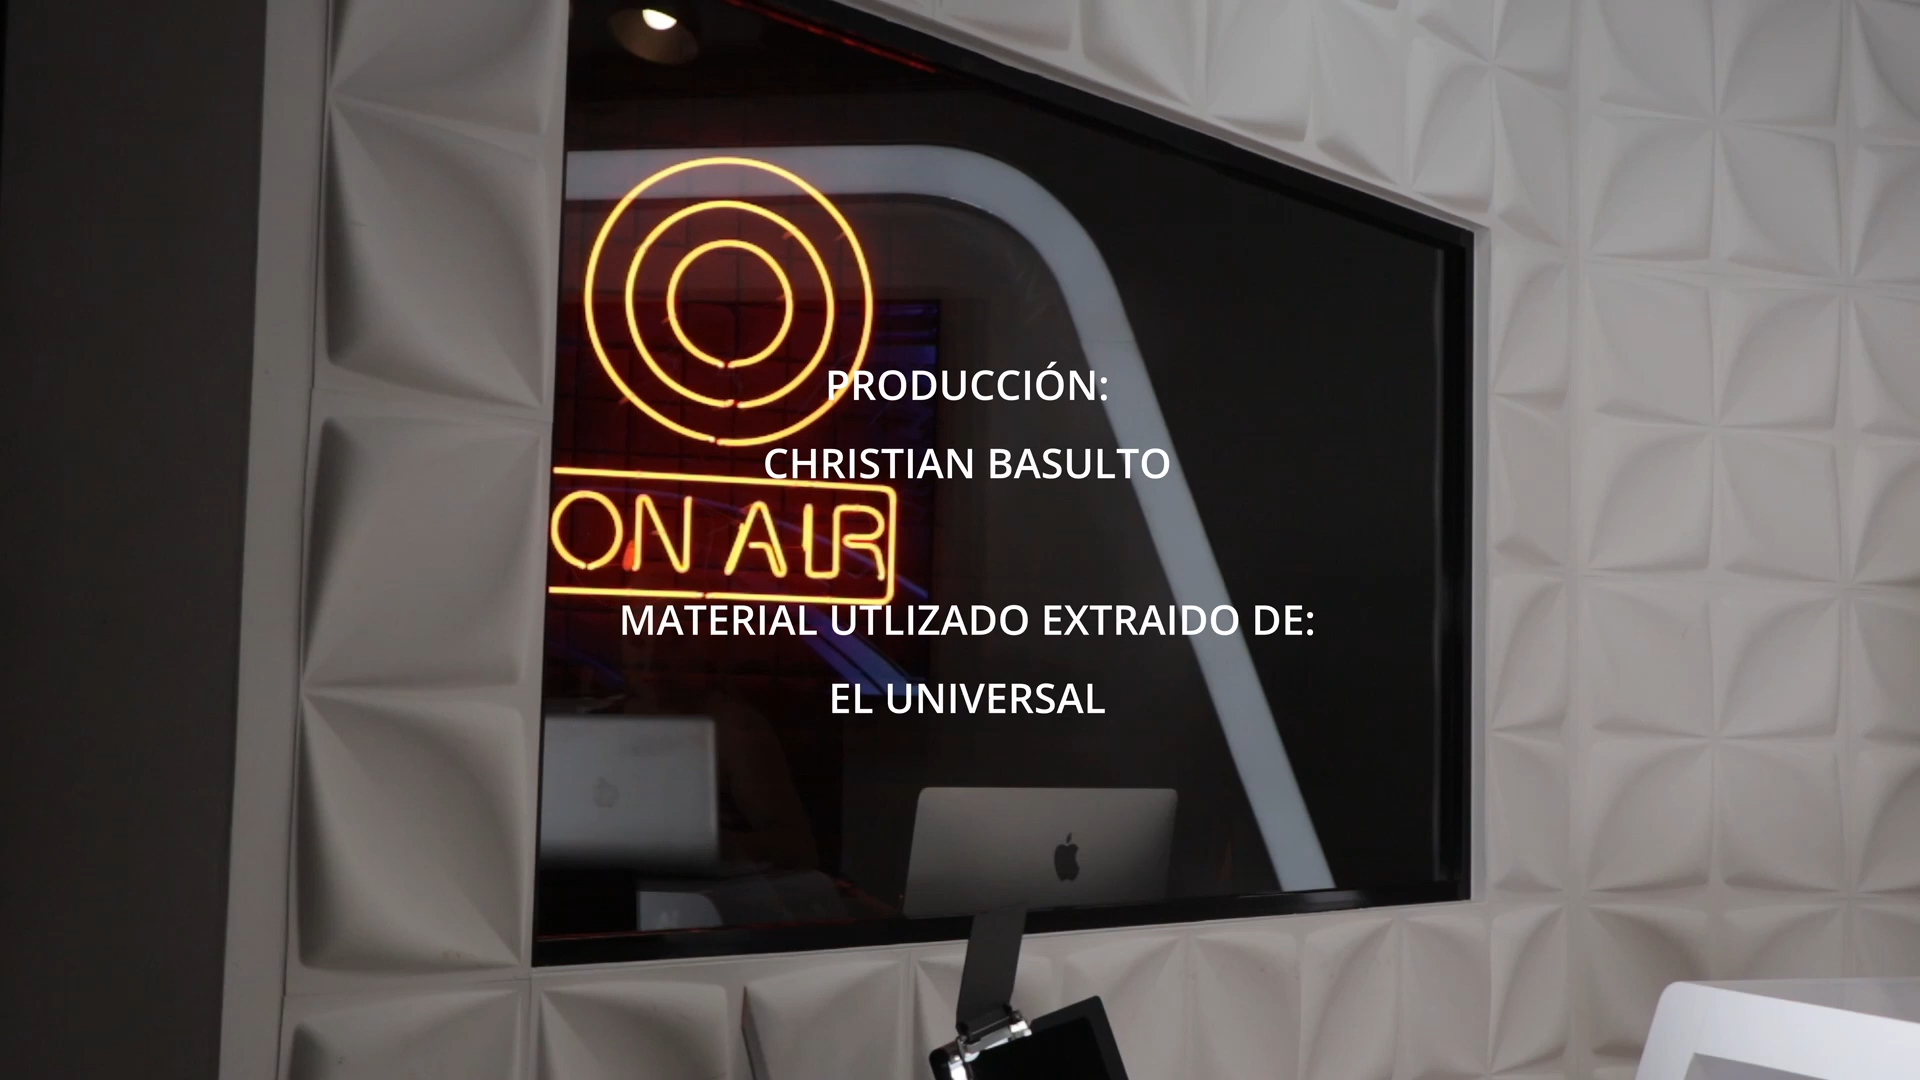 PRODUCCIÓN:
CHRISTIAN BASULTO
ON AIR
MATERIAL UTLIZADO EXTRAIDO DE:
EL UNIVERSAL